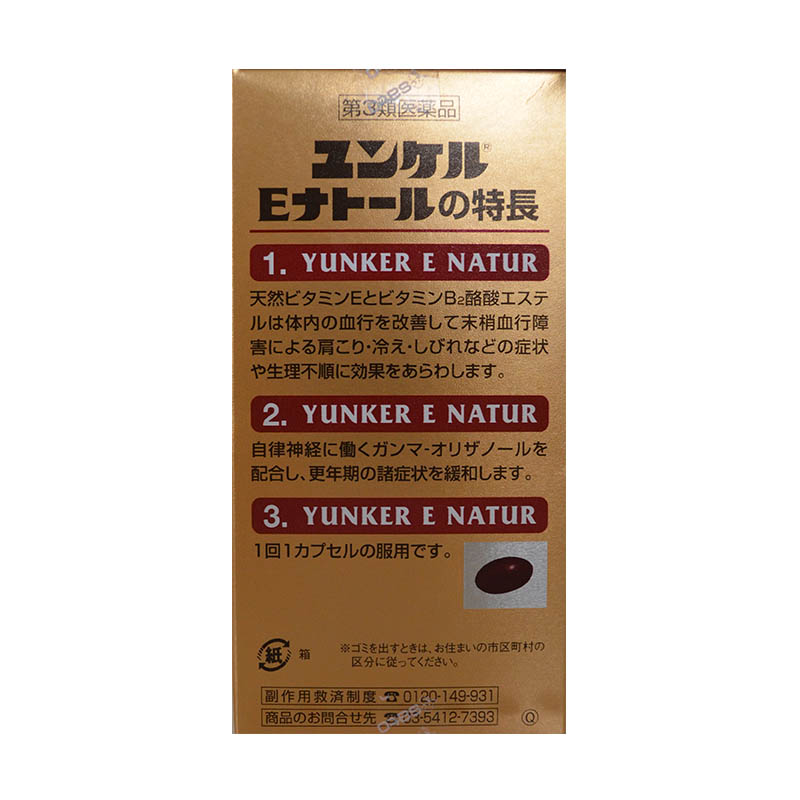 第3類医薬品
ユンケル®
Eナトールの特長
1. YUNKER E NATUR
天然ビタミンEとビタミンB₂酪酸エステ
ルは体内の血行を改善して末梢血行障
害による肩こり・冷え・しびれなどの症状
や生理不順に効果をあらわします。
2. YUNKER E NATUR
自律神経に働くガンマ-オリザノールを
配合し、更年期の諸症状を緩和します。
3. YUNKER E NATUR
1回1カプセルの服用です。
紙 箱
※ゴミを出すときは、お住まいの市区町村の
区分に従ってください。
副作用救済制度 ☎0120-149-931
商品のお問合せ先 ☎03-5412-7393
Q